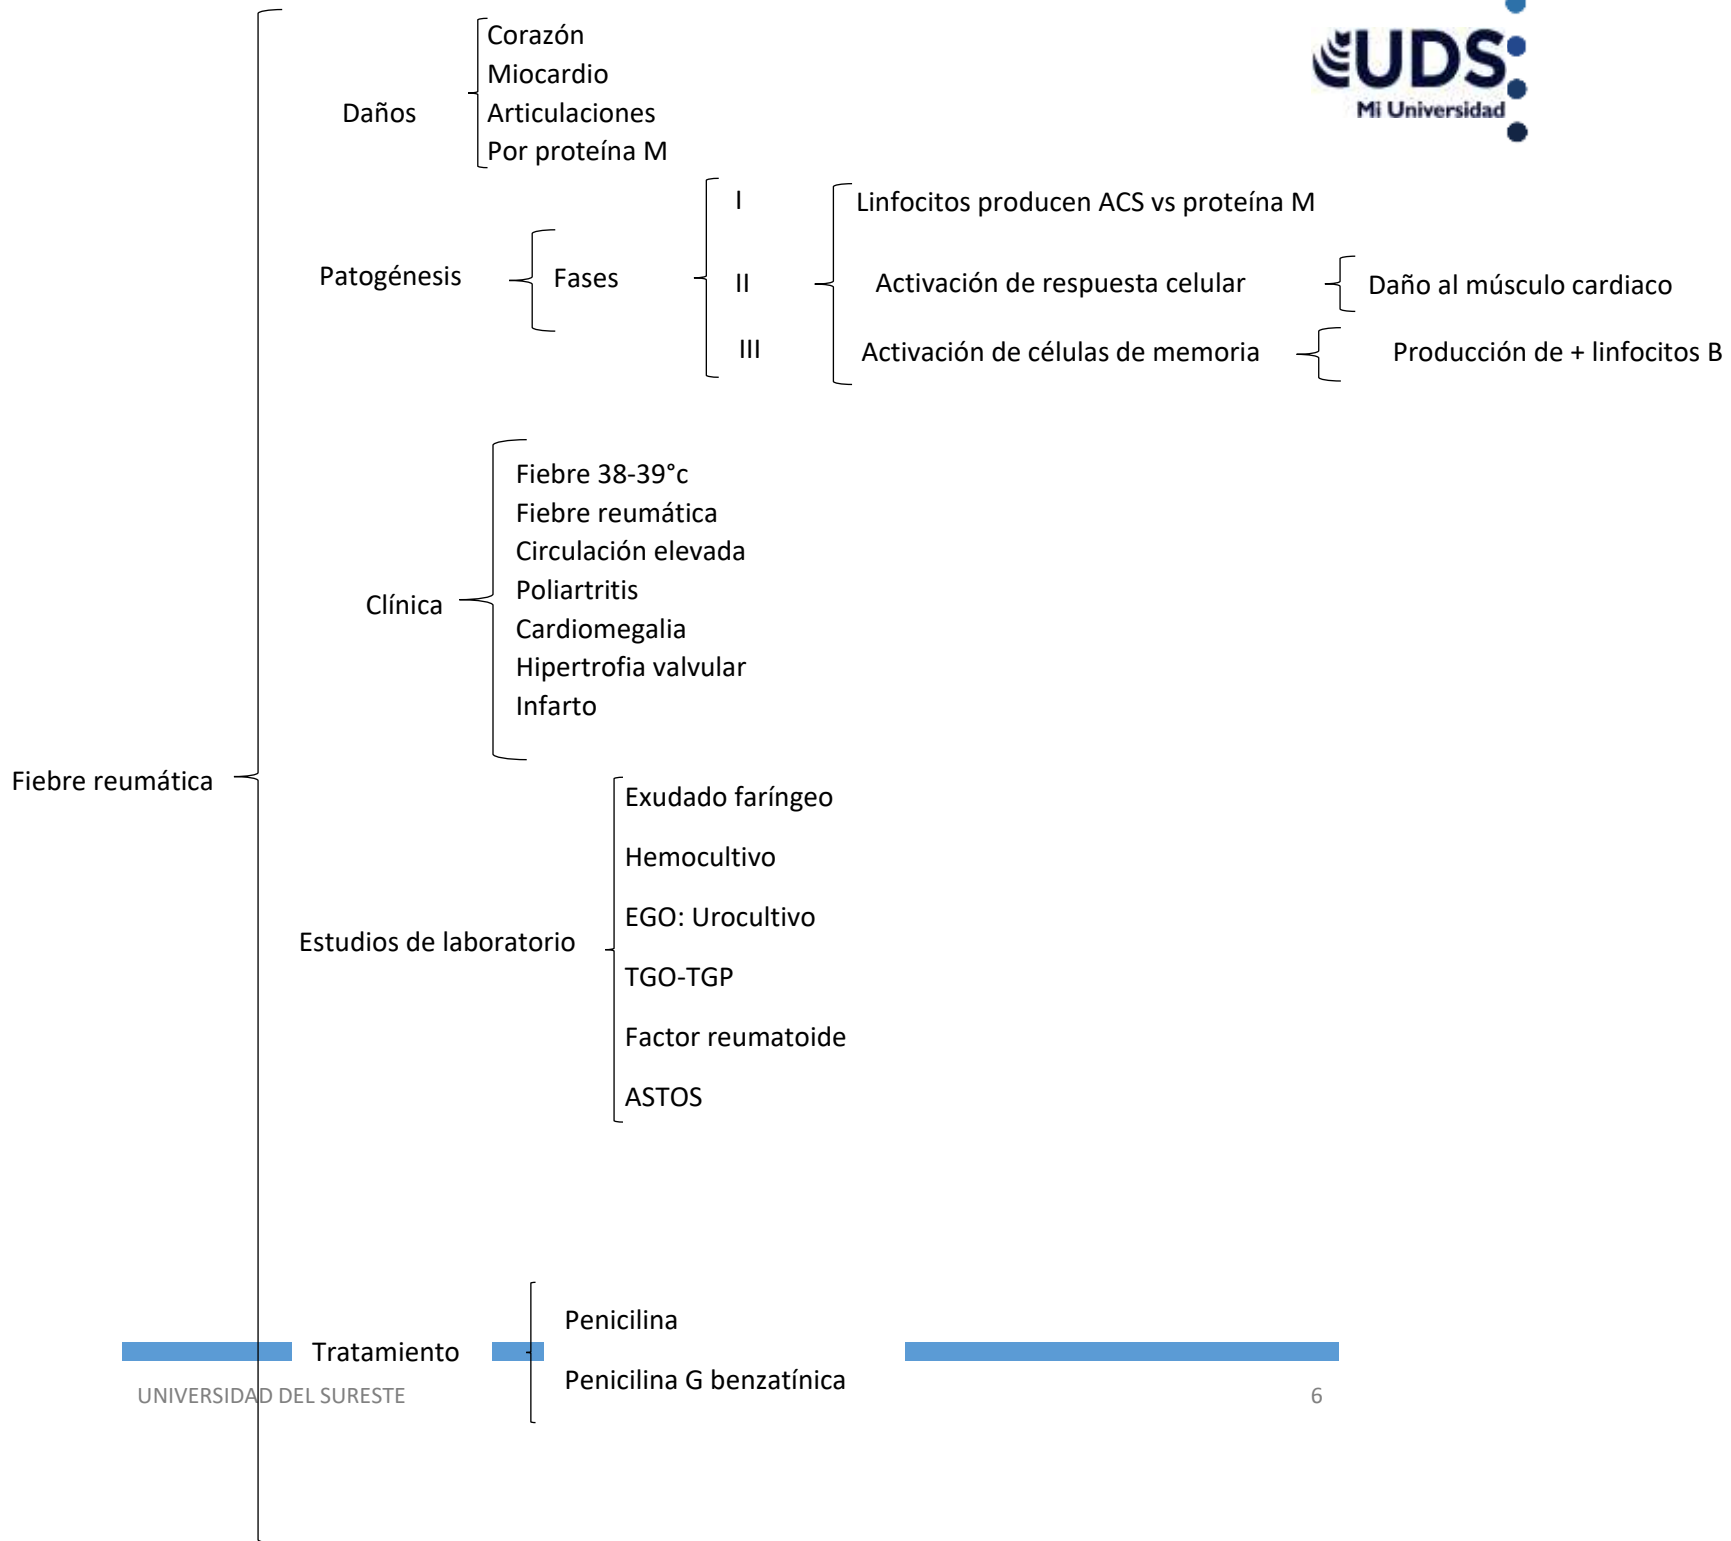 UDS
Mi Universidad
Corazón
Miocardio
Daños
Articulaciones
Por proteína M
I
Linfocitos producen ACS vs proteína M
Patogénesis
Fases
II
Activación de respuesta celular
Daño al músculo cardiaco
III
Activación de células de memoria
Producción de + linfocitos B
Fiebre 38-39°c
Fiebre reumática
Circulación elevada
Poliartritis
Clínica
Cardiomegalia
Hipertrofia valvular
Infarto
Fiebre reumática
Exudado faríngeo
Hemocultivo
EGO: Urocultivo
Estudios de laboratorio
TGO-TGP
Factor reumatoide
ASTOS
Penicilina
Tratamiento
Penicilina G benzatínica
UNIVERSIDAD DEL SURESTE
6